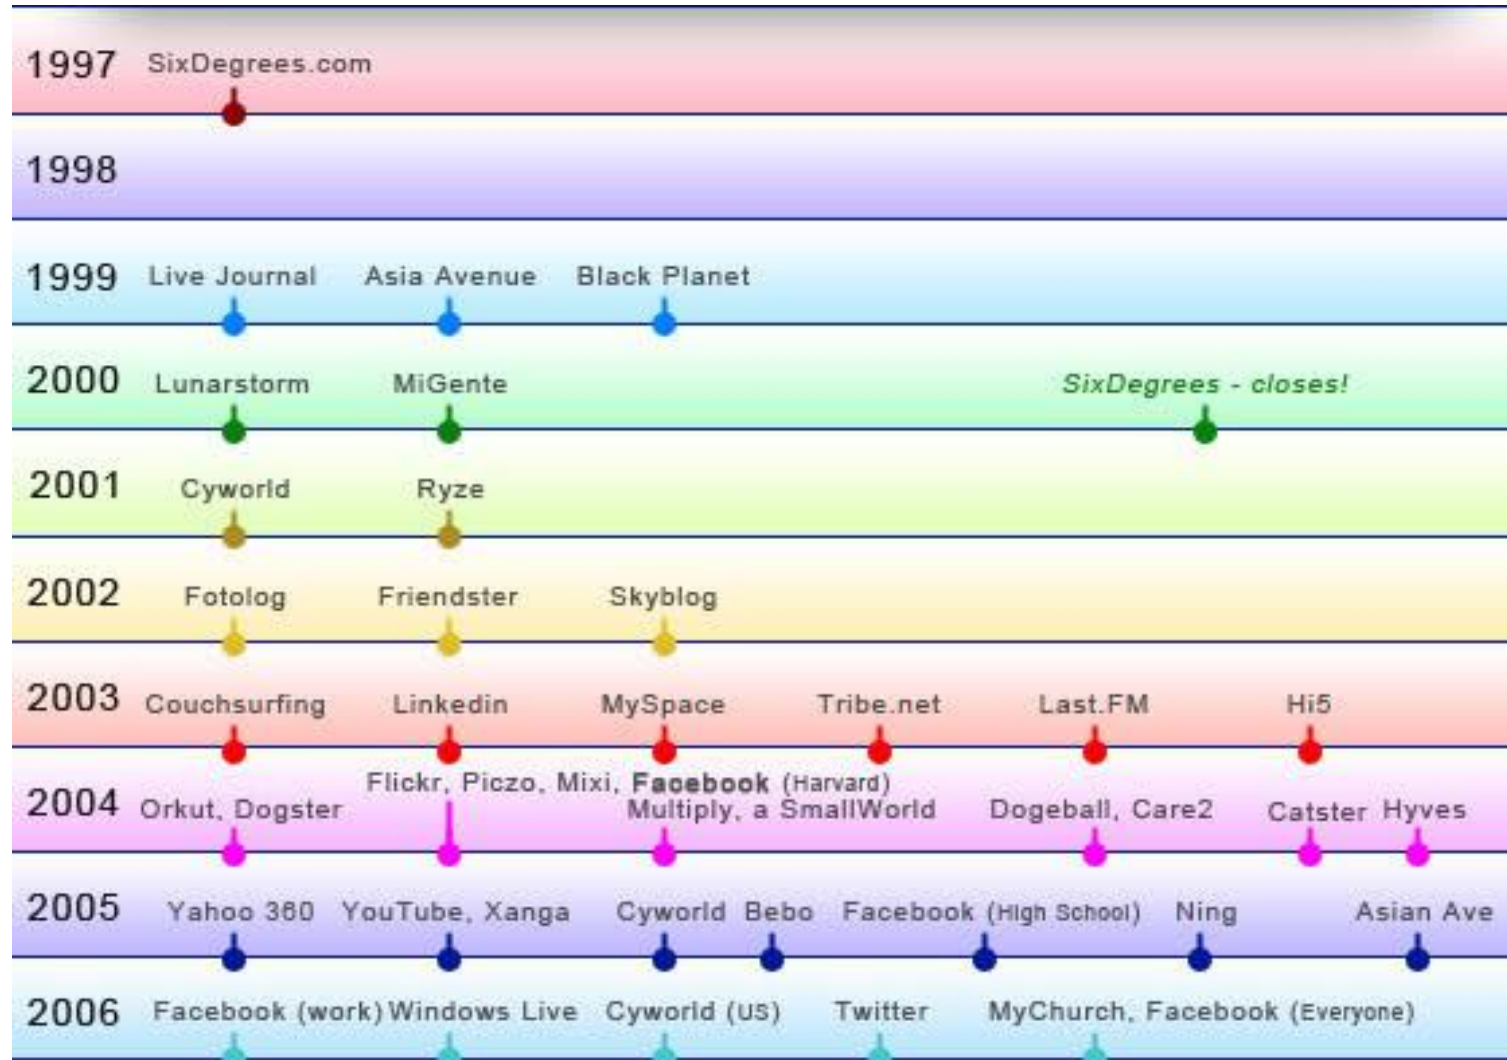 1997 SixDegrees.com
1998
1999 Live Journal Asia Avenue Black Planet
2000 Lunarstorm MiGente SixDegrees - closes!
2001 Cyworld Ryze
2002 Fotolog Friendster Skyblog
2003 Couchsurfing Linkedin MySpace Tribe.net Last.FM Hi5
Flickr, Piczo, Mixi, Facebook (Harvard)
2004 Orkut, Dogster Multiply, a SmallWorld Dogeball, Care2 Catster Hyves
2005 Yahoo 360 YouTube, Xanga Cyworld Bebo Facebook (High School) Ning Asian Ave
2006 Facebook (work) Windows Live Cyworld (US) Twitter MyChurch, Facebook (Everyone)